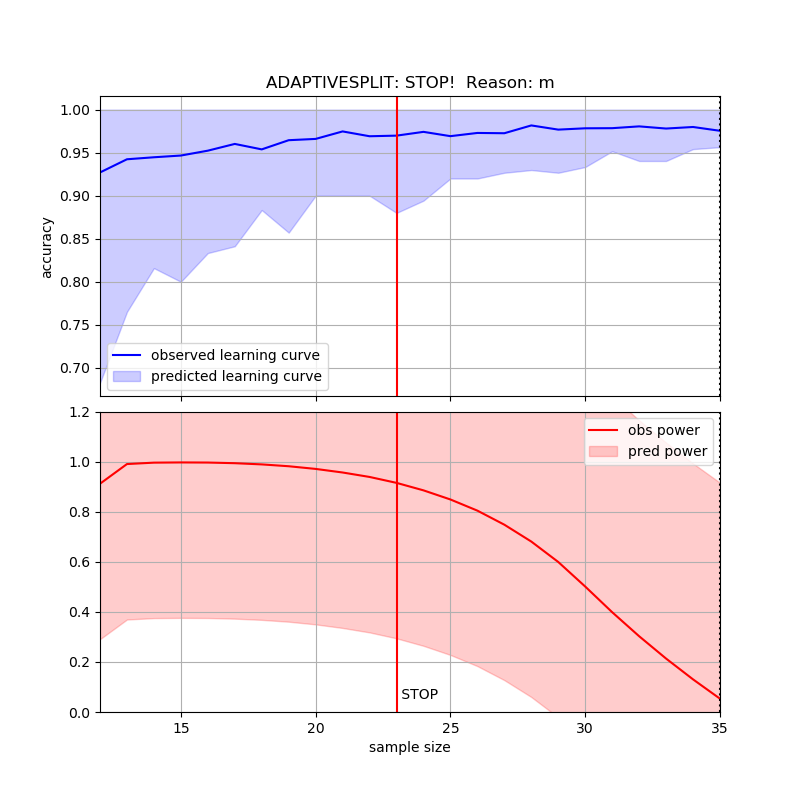 ADAPTIVESPLIT: STOP!  Reason: m
1.00
0.95
0.90
0.85
0.80
0.75
0.70
accuracy
observed learning curve
predicted learning curve
1.2
1.0
0.8
0.6
0.4
0.2
0.0
obs power
pred power
STOP
15
20
25
30
35
sample size